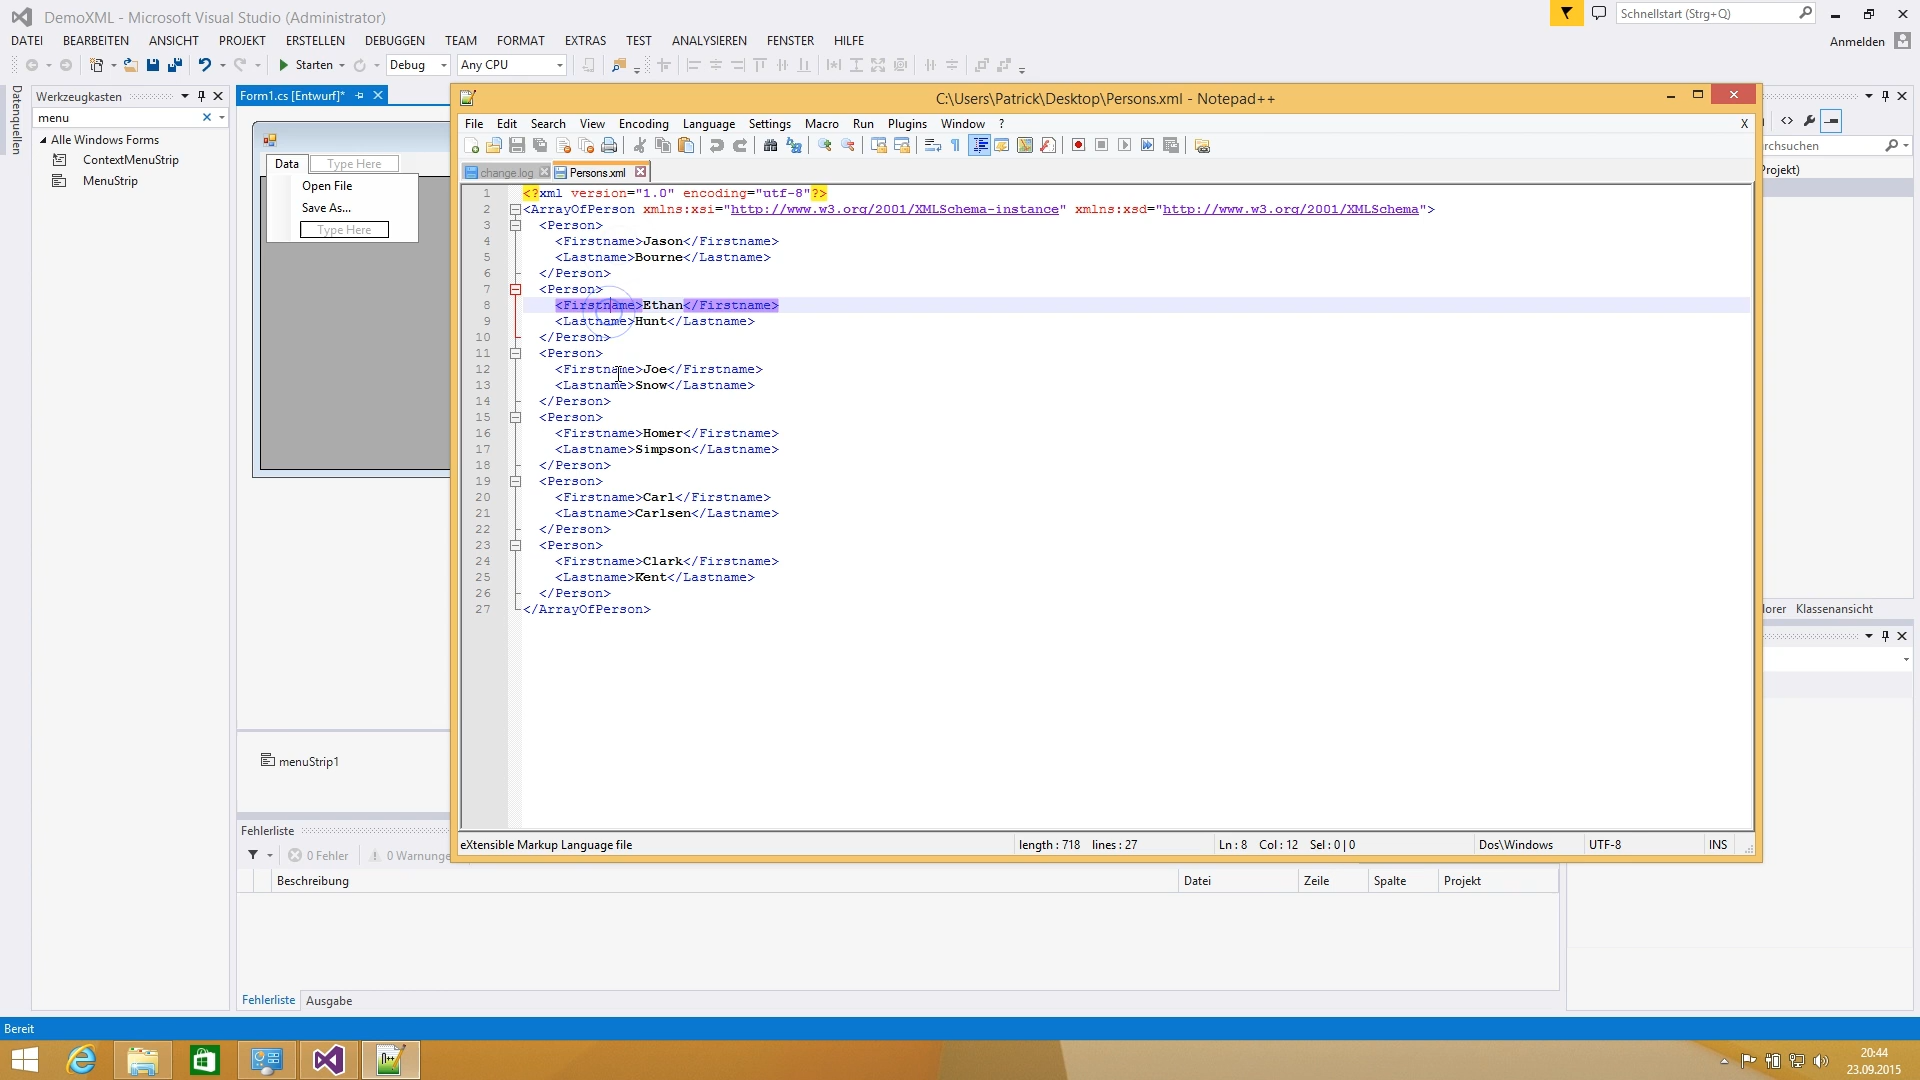 DemoXML - Microsoft Visual Studio (Administrator)
Schnellstart (Strg+Q)
DATEI BEARBEITEN ANSICHT PROJEKT ERSTELLEN DEBUGGEN TEAM FORMAT EXTRAS TEST ANALYSIEREN FENSTER HILFE
Anmelden
Starten Debug Any CPU
Datenquellen
Werkzeugkasten
menu
Alle Windows Forms
ContextMenuStrip
MenuStrip
Form1.cs [Entwurf]*
Data Type Here
Open File
Save As...
Type Here
menuStrip1
C:\Users\Patrick\Desktop\Persons.xml - Notepad++
File Edit Search View Encoding Language Settings Macro Run Plugins Window ? X
change.log Persons.xml
1 <?xml version="1.0" encoding="utf-8"?>
2 <ArrayOfPerson xmlns:xsi="http://www.w3.org/2001/XMLSchema-instance" xmlns:xsd="http://www.w3.org/2001/XMLSchema">
3 <Person>
4 <Firstname>Jason</Firstname>
5 <Lastname>Bourne</Lastname>
6 </Person>
7 <Person>
8 <Firstname>Ethan</Firstname>
9 <Lastname>Hunt</Lastname>
10 </Person>
11 <Person>
12 <Firstname>Joe</Firstname>
13 <Lastname>Snow</Lastname>
14 </Person>
15 <Person>
16 <Firstname>Homer</Firstname>
17 <Lastname>Simpson</Lastname>
18 </Person>
19 <Person>
20 <Firstname>Carl</Firstname>
21 <Lastname>Carlsen</Lastname>
22 </Person>
23 <Person>
24 <Firstname>Clark</Firstname>
25 <Lastname>Kent</Lastname>
26 </Person>
27 </ArrayOfPerson>
eXtensible Markup Language file length : 718 lines : 27 Ln : 8 Col : 12 Sel : 0 | 0 Dos\Windows UTF-8 INS
rchsuchen
rojekt)
lorer Klassenansicht
Fehlerliste
0 Fehler 0 Warnunge
Beschreibung Datei Zeile Spalte Projekt
Fehlerliste Ausgabe
Bereit
20:44
23.09.2015